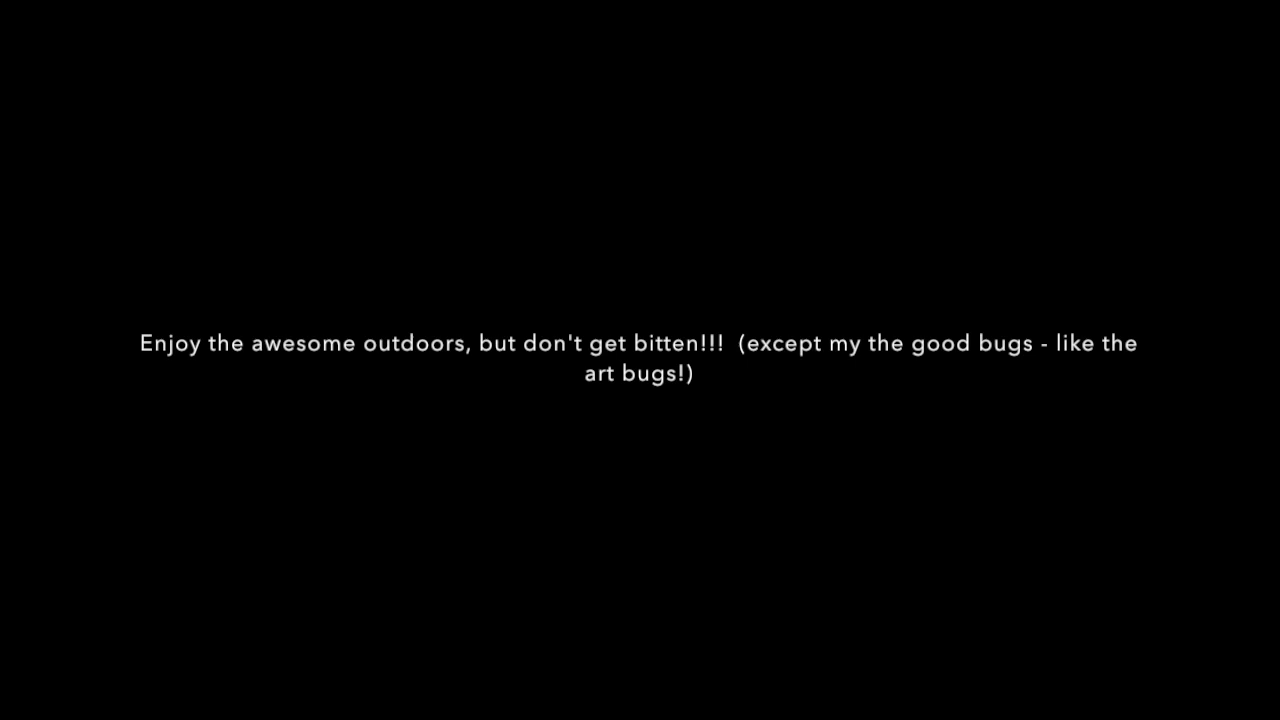 Enjoy the awesome outdoors, but don't get bitten!!!  (except my the good bugs - like the
art bugs!)